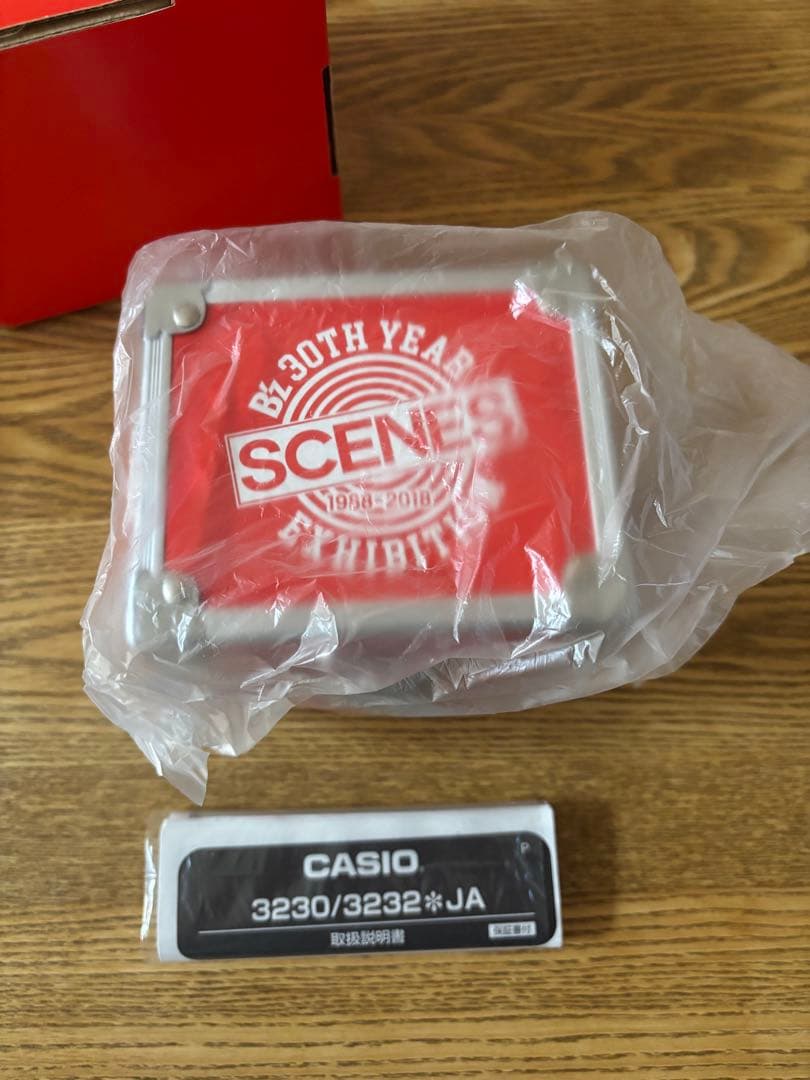 B'z 30TH YEAR
SCENES
1988-2018
EXHIBITION
CASIO
P
3230/3232✽JA
取扱説明書
保証書付